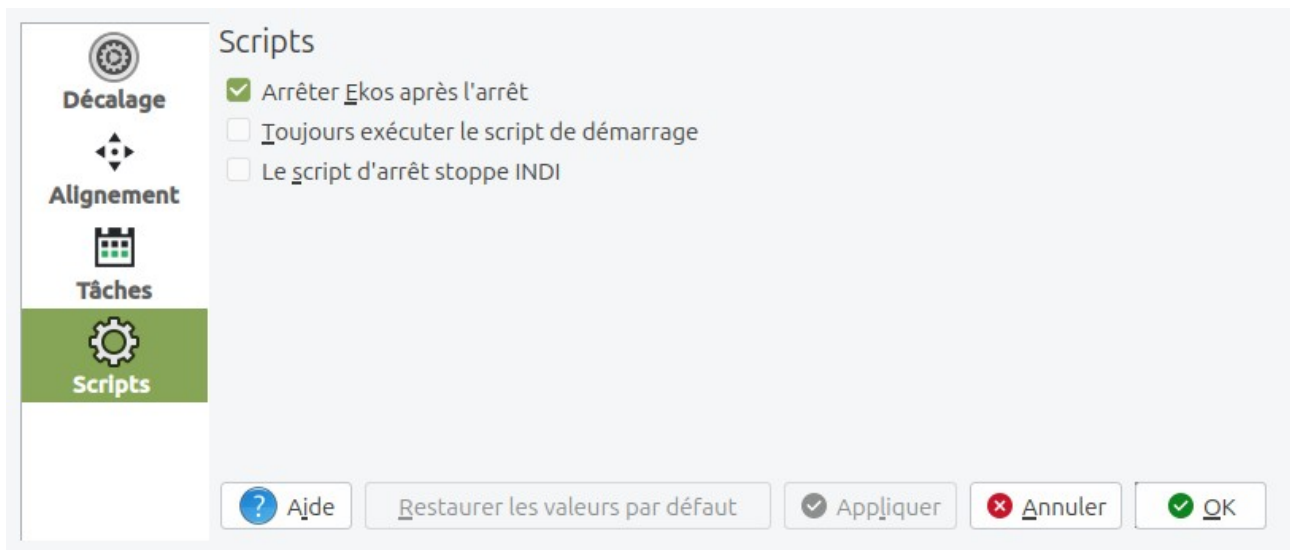 Décalage
Alignement
Tâches
Scripts
Scripts
Arrêter Ekos après l'arrêt
Toujours exécuter le script de démarrage
Le script d'arrêt stoppe INDI
Aide
Restaurer les valeurs par défaut
Appliquer
Annuler
OK